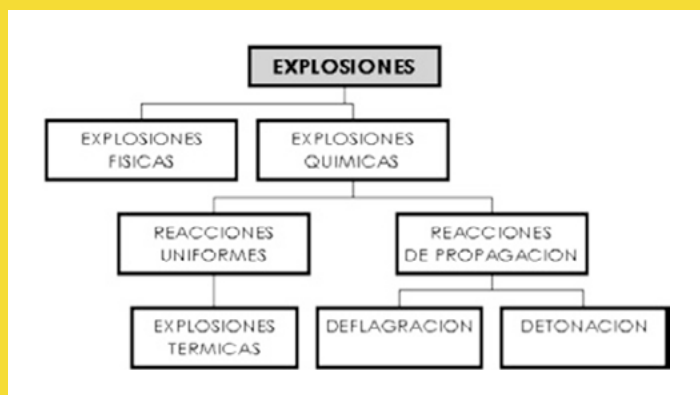 EXPLOSIONES
EXPLOSIONES
FISICAS
EXPLOSIONES
QUIMICAS
REACCIONES
UNIFORMES
REACCIONES
DE PROPAGACION
EXPLOSIONES
TERMICAS
DEFLAGRACION
DETONACION